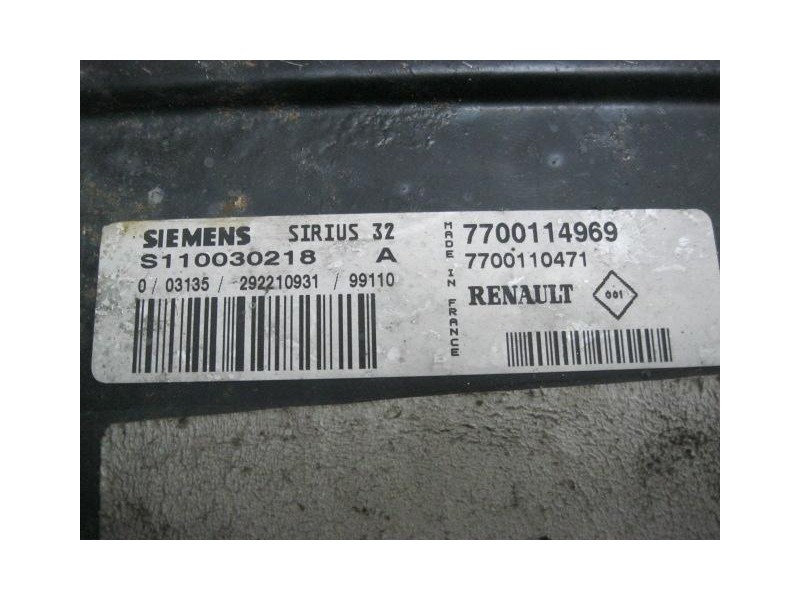 SIEMENS SIRIUS 32
S110030218 A
0/ 03135/ 292210931 /99110
MADE IN FRANCE
7700114969
7700110471
RENAULT 001